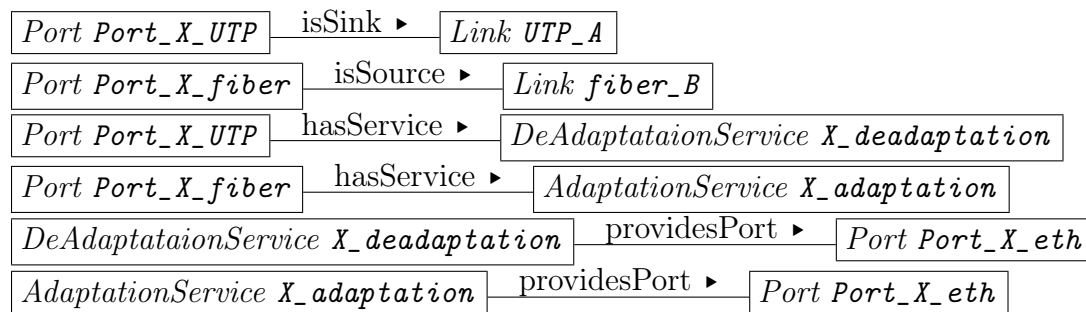 Port Port_X_UTP isSink ▸ Link UTP_A
Port Port_X_fiber isSource ▸ Link fiber_B
Port Port_X_UTP hasService ▸ DeAdaptataionService X_deadaptation
Port Port_X_fiber hasService ▸ AdaptationService X_adaptation
DeAdaptataionService X_deadaptation providesPort ▸ Port Port_X_eth
AdaptationService X_adaptation providesPort ▸ Port Port_X_eth